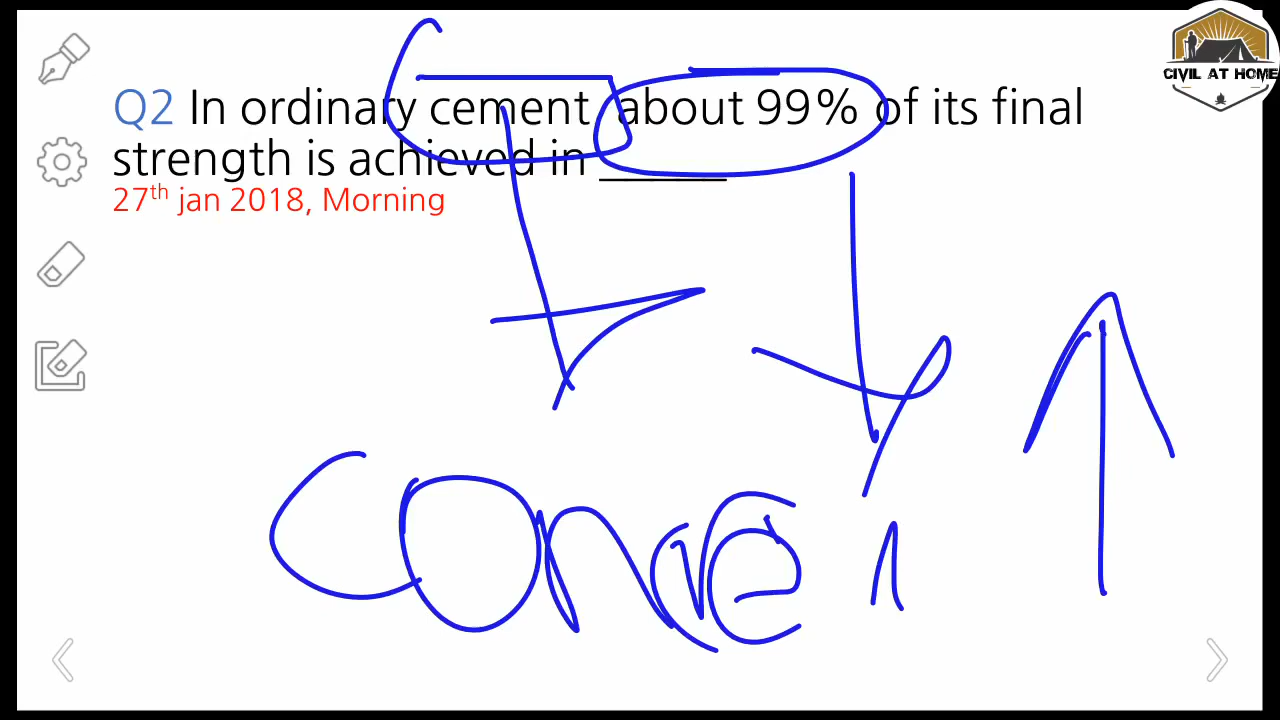 CIVIL AT HOME
Q2 In ordinary cement about 99% of its final
strength is achieved in ______
27th jan 2018, Morning